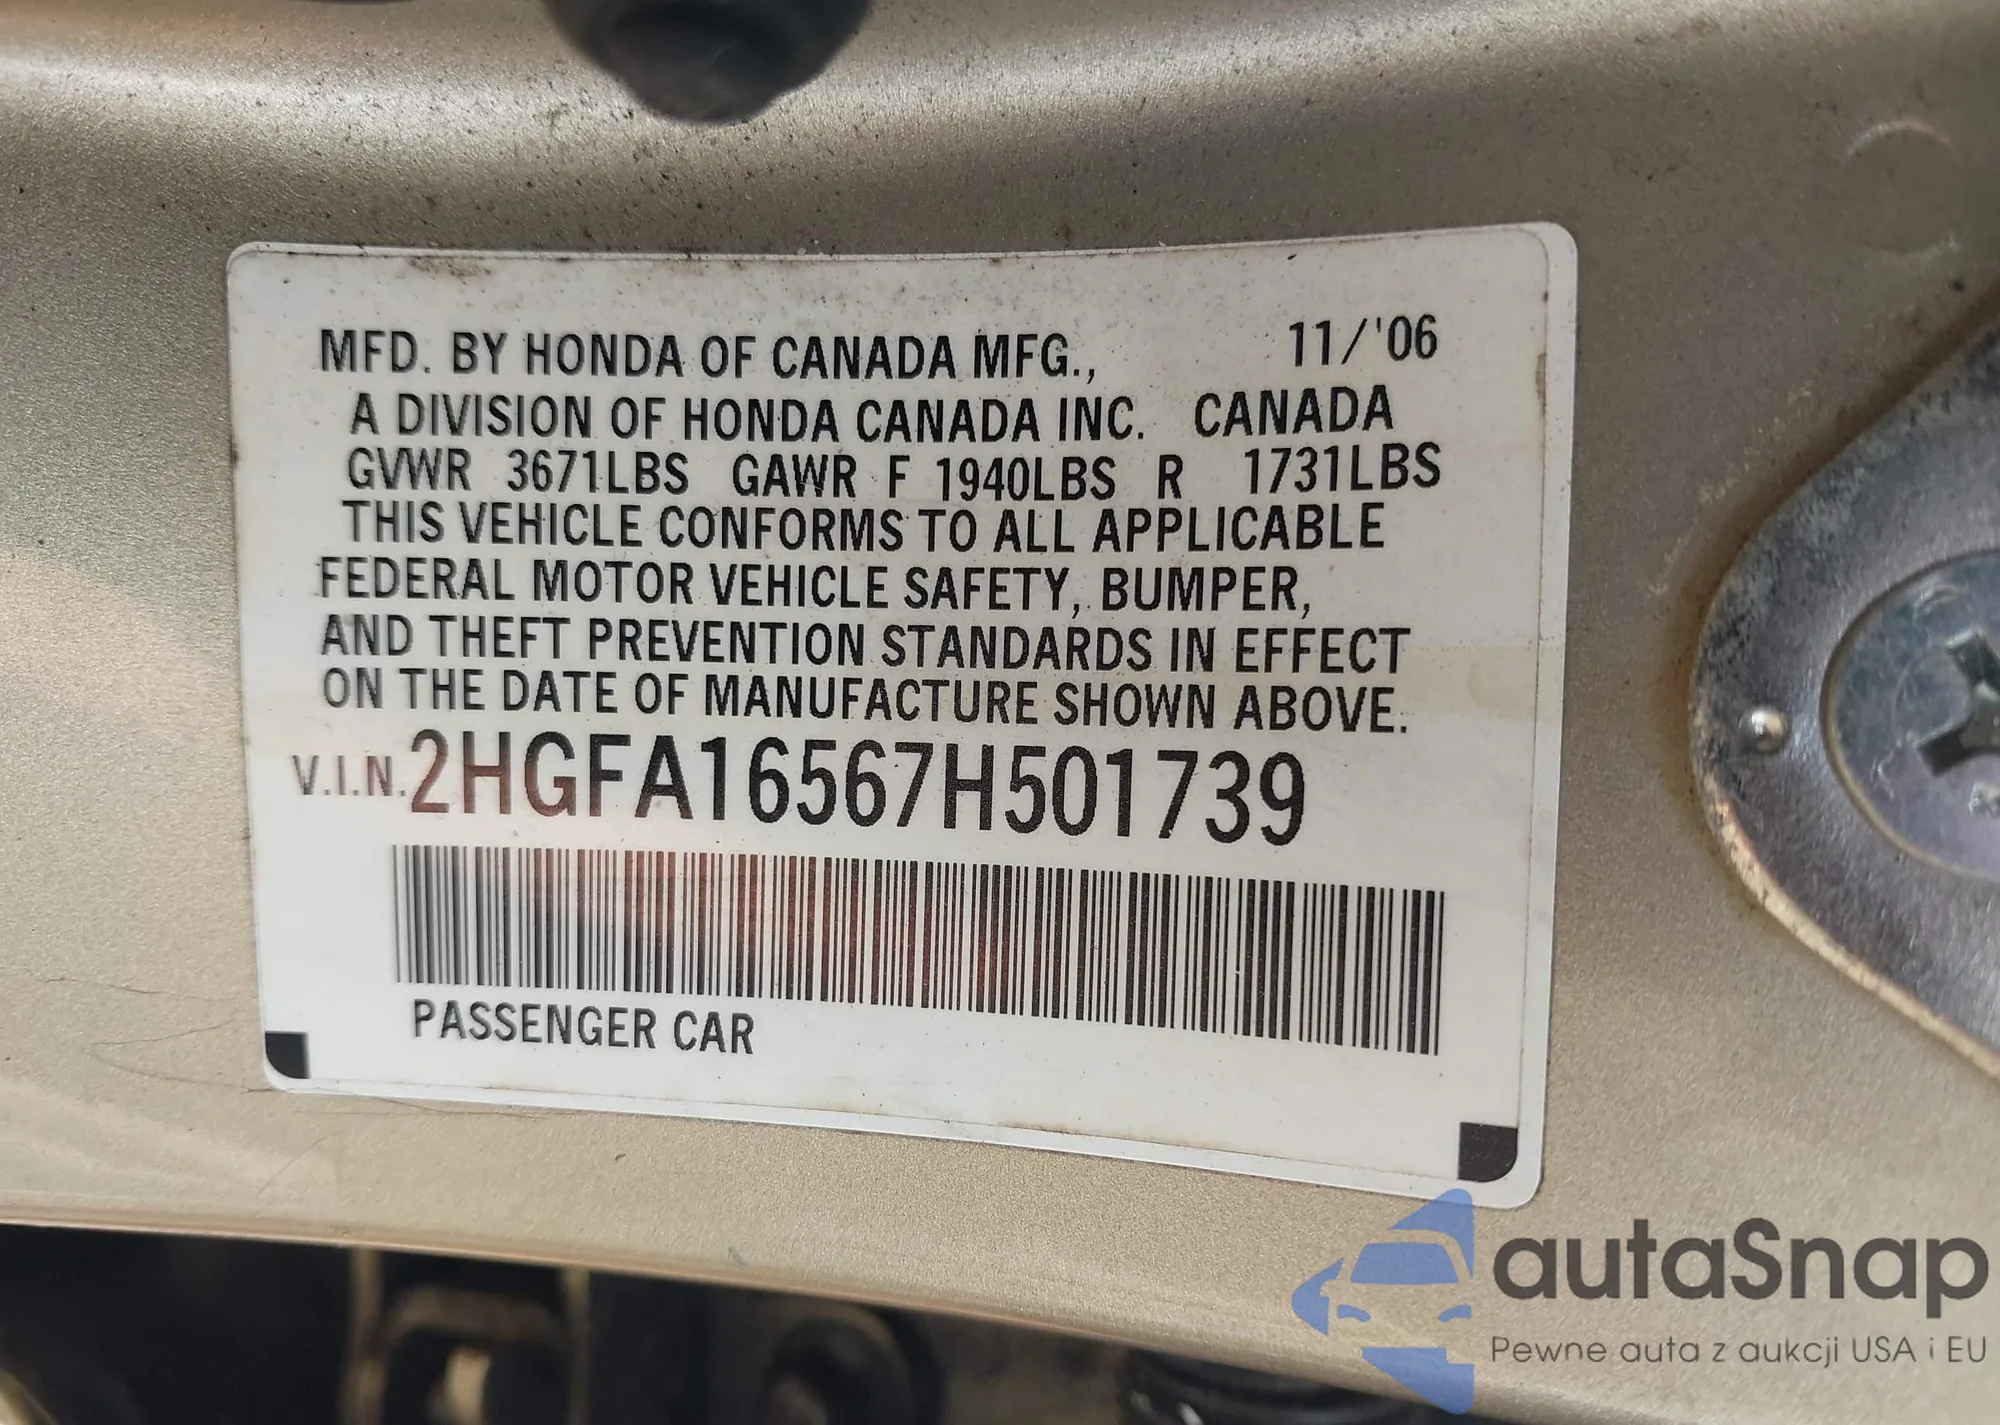 MFD. BY HONDA OF CANADA MFG., 11/'06
A DIVISION OF HONDA CANADA INC. CANADA
GVWR 3671LBS GAWR F 1940LBS R 1731LBS
THIS VEHICLE CONFORMS TO ALL APPLICABLE
FEDERAL MOTOR VEHICLE SAFETY, BUMPER,
AND THEFT PREVENTION STANDARDS IN EFFECT
ON THE DATE OF MANUFACTURE SHOWN ABOVE.
V.I.N. 2HGFA16567H501739
PASSENGER CAR
autaSnap
Pewne auta z aukcji USA i EU